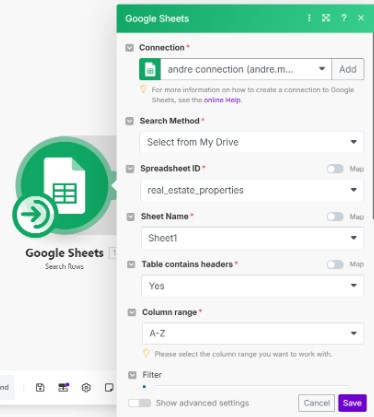 Google Sheets
Connection *
andre connection (andre.m...
Add
For more information on how to create a connection to Google
Sheets, see the online Help.
Search Method *
Select from My Drive
Spreadsheet ID *
Map
real_estate_properties
Sheet Name *
Map
Sheet1
Table contains headers *
Map
Yes
Column range *
A-Z
Please select the column range you want to work with.
Filter
Show advanced settings
Cancel
Save
Google Sheets
1
Search Rows
nd